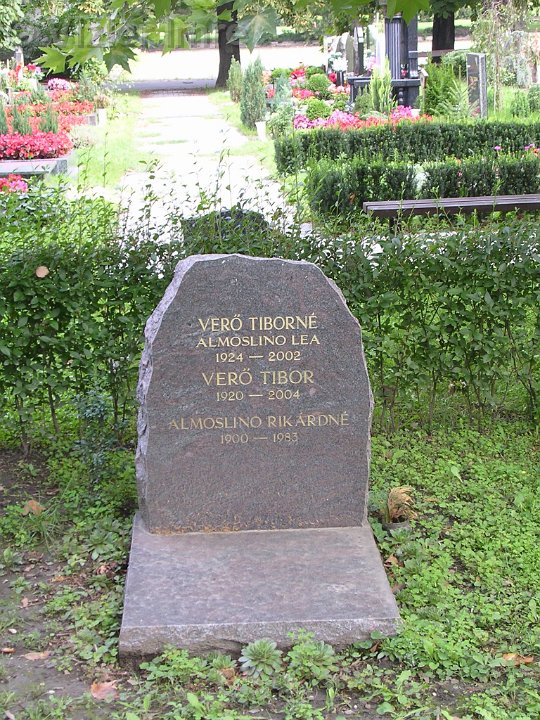 VERŐ TIBORNÉ
ALMOSLINO LEA
1924 — 2002
VERŐ TIBOR
1920 — 2004
ALMOSLINO RIKÁRDNÉ
1900 — 1983